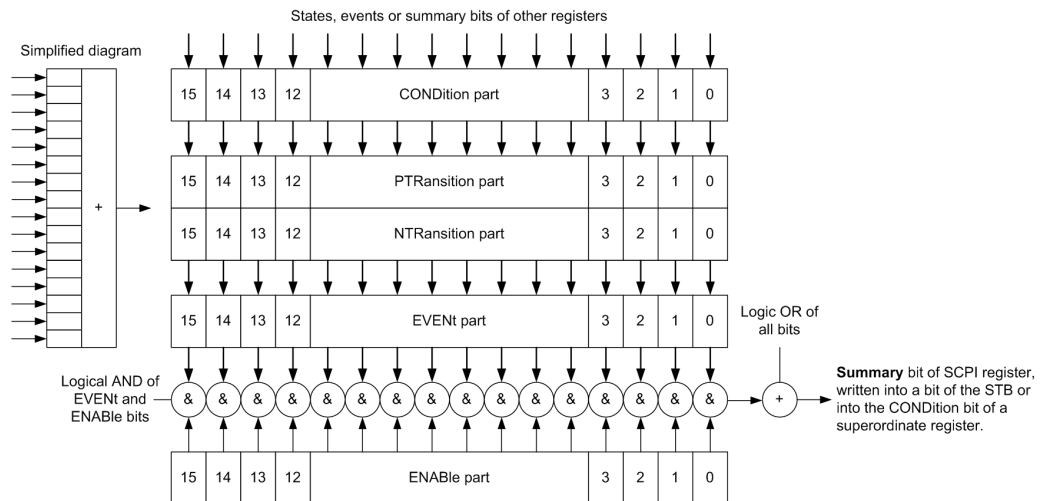 States, events or summary bits of other registers
Simplified diagram
15 14 13 12 CONDition part 3 2 1 0
15 14 13 12 PTRansition part 3 2 1 0
+
15 14 13 12 NTRansition part 3 2 1 0
15 14 13 12 EVENt part 3 2 1 0
Logic OR of
all bits
Logical AND of
EVENt and
ENABle bits
& & & & & & & & & & & & & & & &
+
Summary bit of SCPI register,
written into a bit of the STB or
into the CONDition bit of a
superordinate register.
15 14 13 12 ENABle part 3 2 1 0